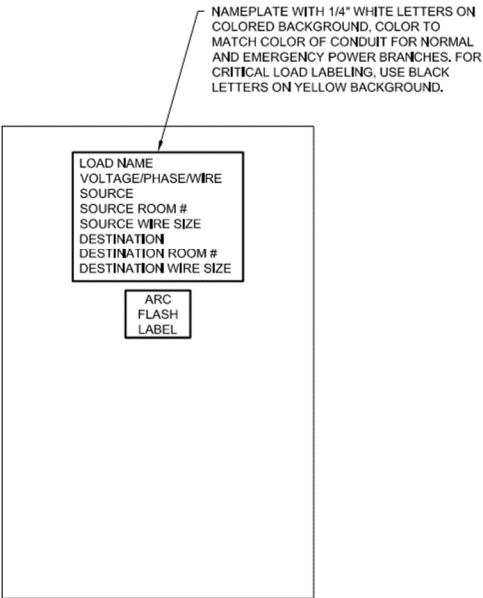 NAMEPLATE WITH 1/4" WHITE LETTERS ON
COLORED BACKGROUND, COLOR TO
MATCH COLOR OF CONDUIT FOR NORMAL
AND EMERGENCY POWER BRANCHES. FOR
CRITICAL LOAD LABELING, USE BLACK
LETTERS ON YELLOW BACKGROUND.
LOAD NAME
VOLTAGE/PHASE/WIRE
SOURCE
SOURCE ROOM #
SOURCE WIRE SIZE
DESTINATION
DESTINATION ROOM #
DESTINATION WIRE SIZE
ARC
FLASH
LABEL